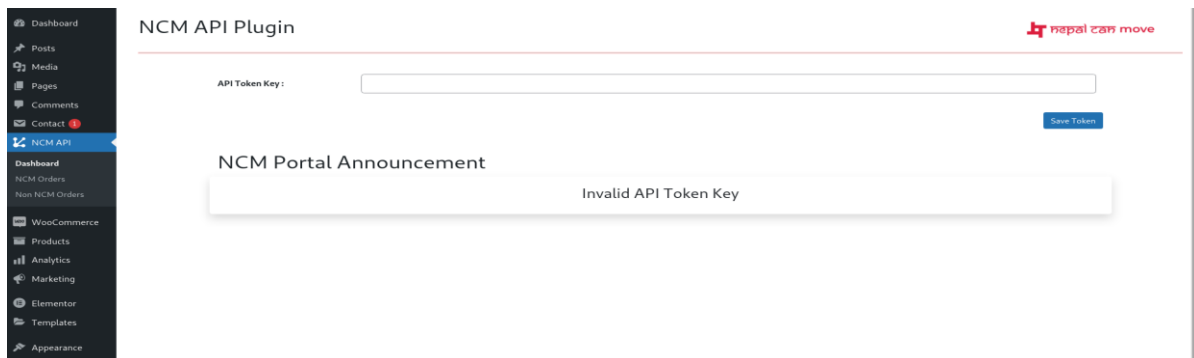 Dashboard
Posts
Media
Pages
Comments
Contact 1
NCM API
Dashboard
NCM Orders
Non NCM Orders
WooCommerce
Products
Analytics
Marketing
Elementor
Templates
Appearance
NCM API Plugin
nepal can move
API Token Key :
Save Token
NCM Portal Announcement
Invalid API Token Key